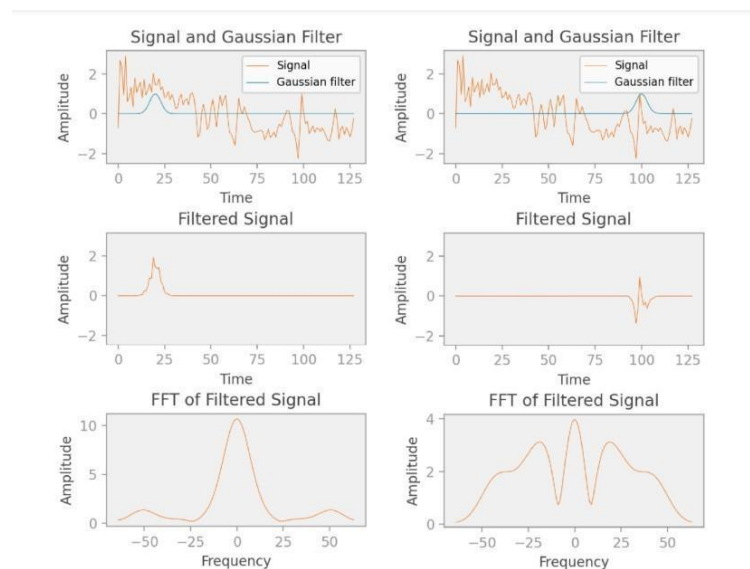 Signal and Gaussian Filter
Signal
Gaussian filter
2
0
−2
Amplitude
0 25 50 75 100 125
Time
Filtered Signal
2
0
−2
Amplitude
0 25 50 75 100 125
Time
FFT of Filtered Signal
10
5
0
Amplitude
−50 −25 0 25 50
Frequency
Signal and Gaussian Filter
Signal
Gaussian filter
2
0
−2
Amplitude
0 25 50 75 100 125
Time
Filtered Signal
2
0
−2
Amplitude
0 25 50 75 100 125
Time
FFT of Filtered Signal
4
2
0
Amplitude
−50 −25 0 25 50
Frequency